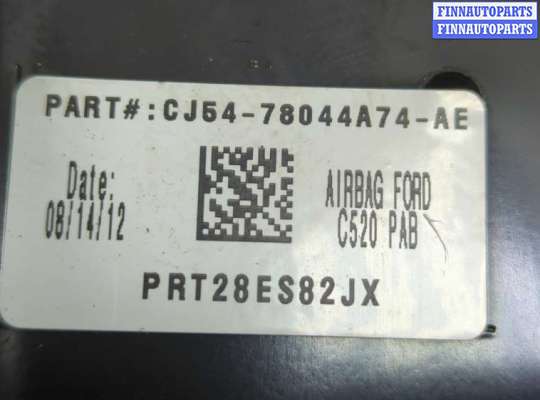 FINNAUTOPARTS
FINNAUTOPARTS
PART#:CJ54-78044A74-AE
Date:
08/14/12
AIRBAG FORD
C520 PAB
PRT28ES82JX